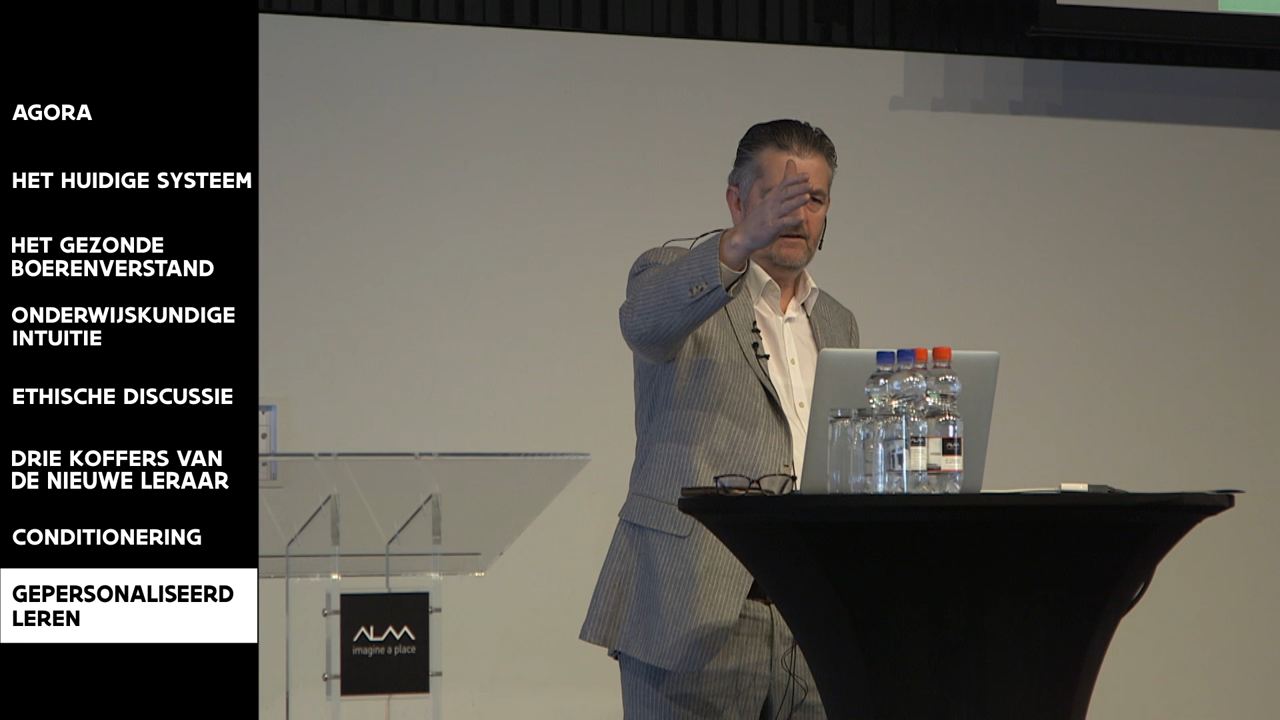 AGORA
HET HUIDIGE SYSTEEM
HET GEZONDE
BOERENVERSTAND
ONDERWIJSKUNDIGE
INTUITIE
ETHISCHE DISCUSSIE
DRIE KOFFERS VAN
DE NIEUWE LERAAR
CONDITIONERING
GEPERSONALISEERD
LEREN
ALAA
imagine a place